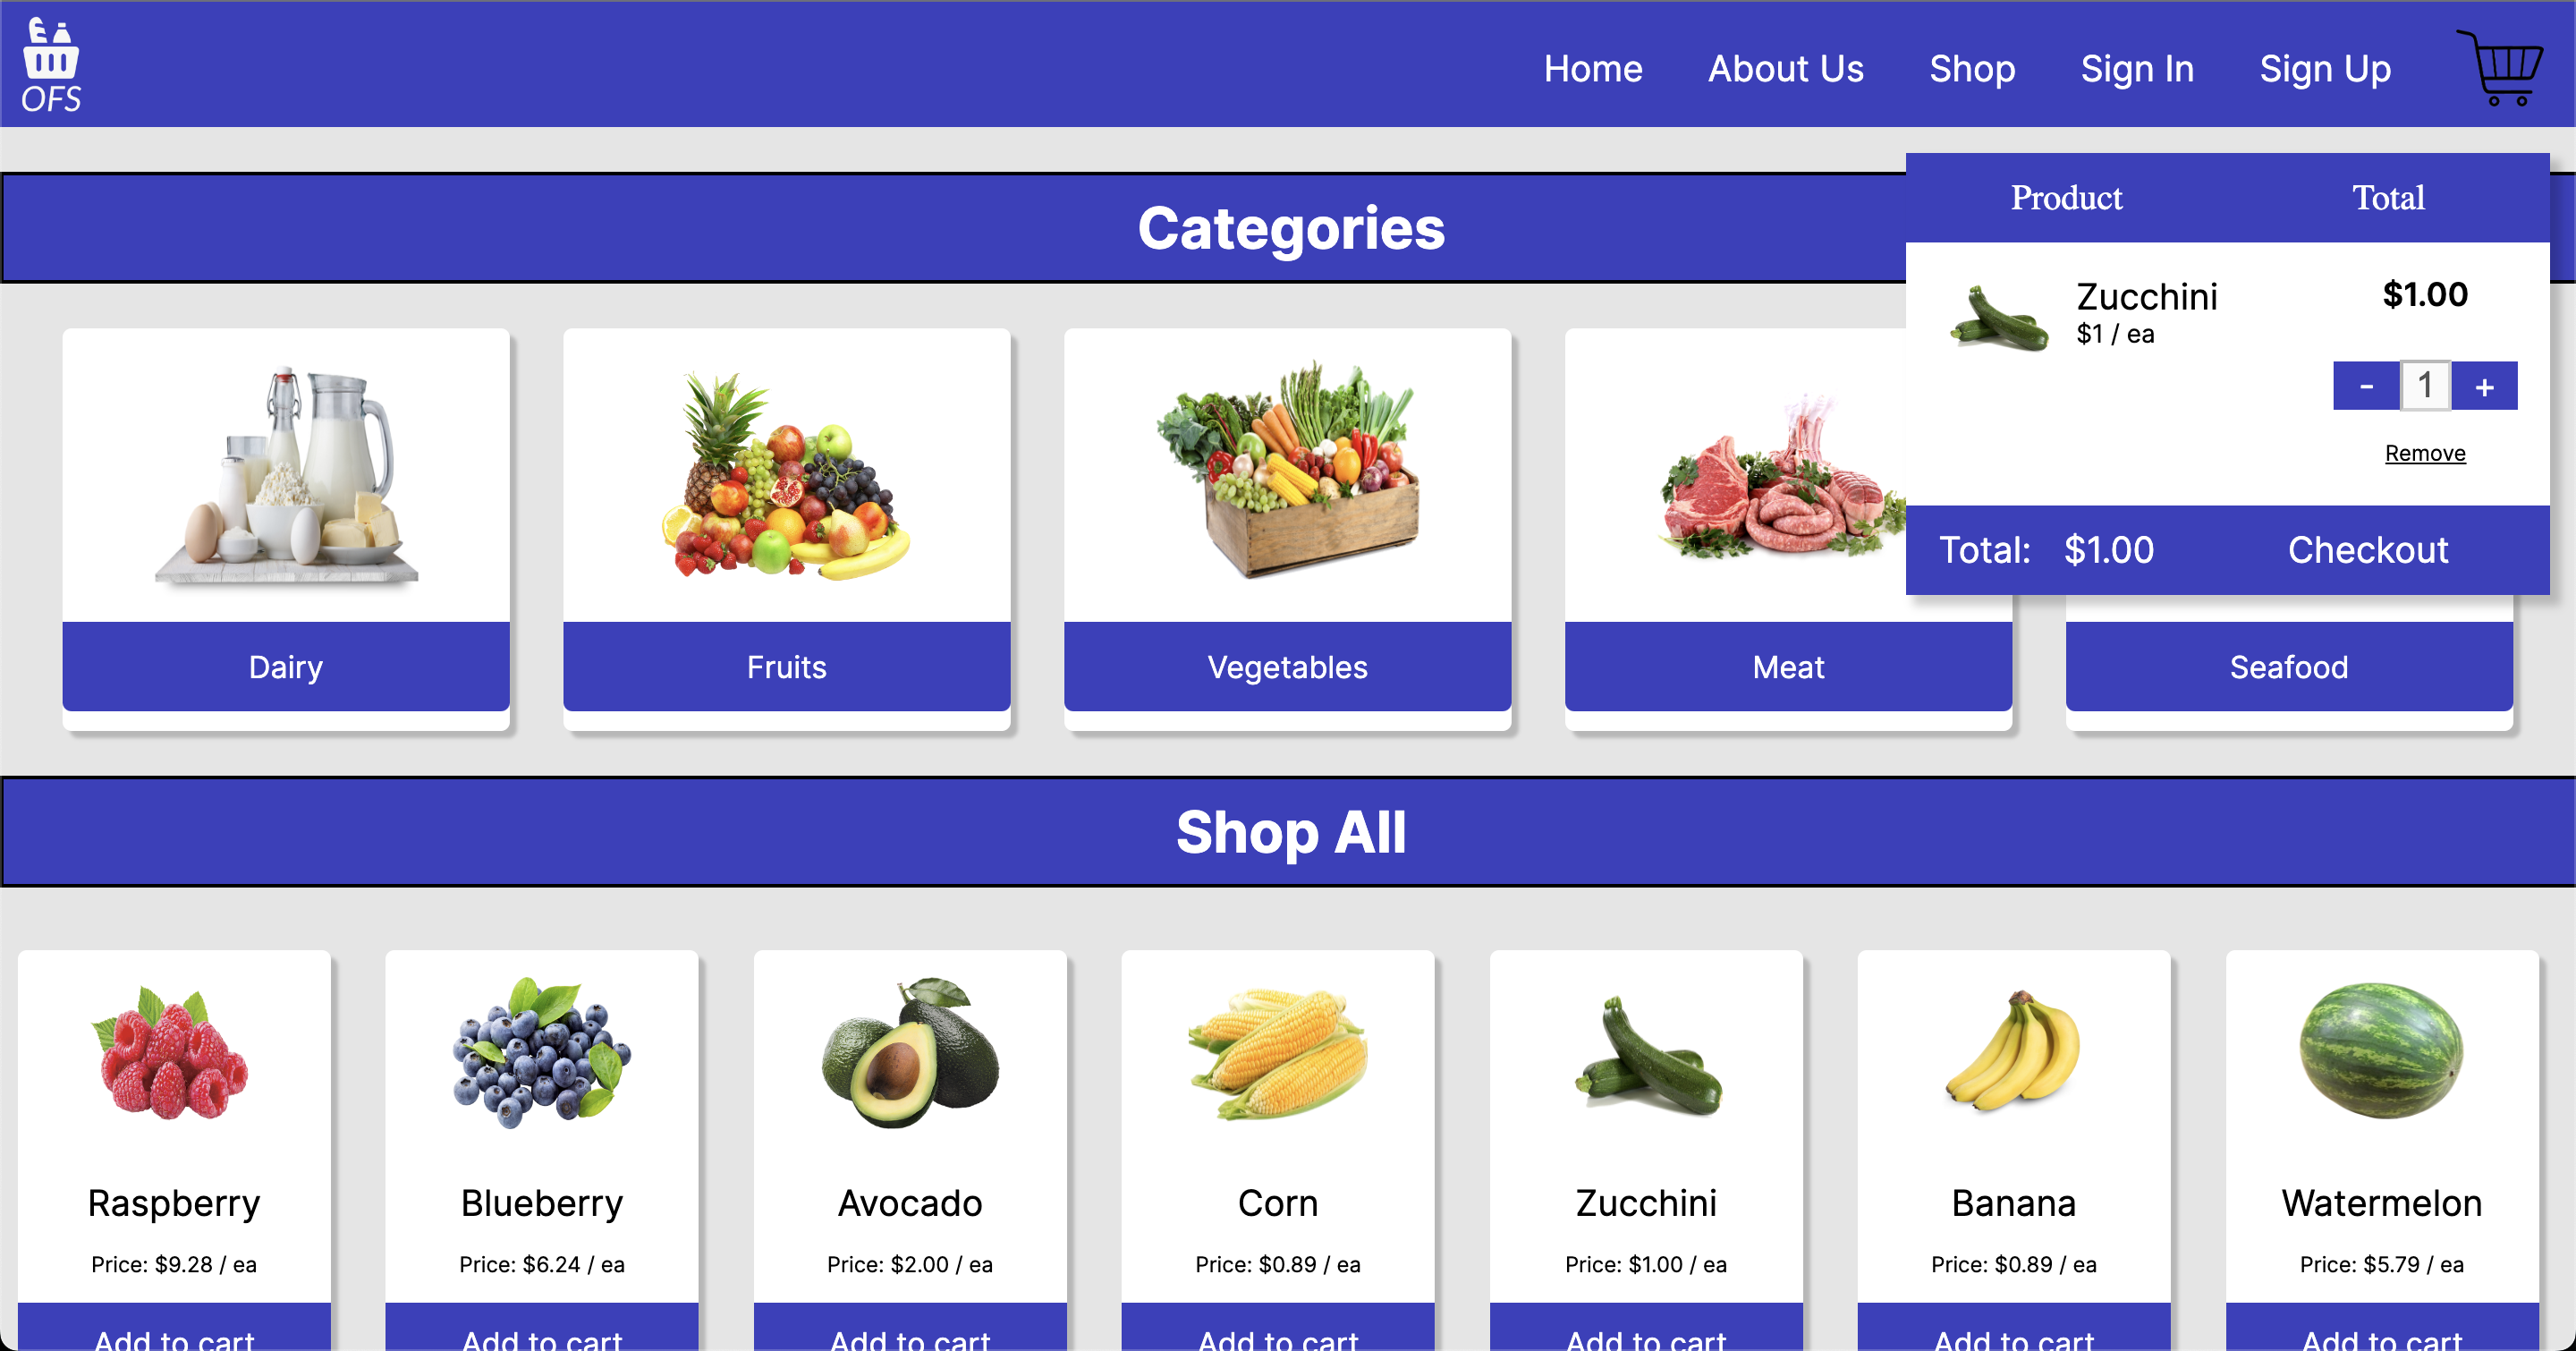 OFS
Home About Us Shop Sign In Sign Up
Categories
Product Total
Zucchini $1.00
$1 / ea
- 1 +
Remove
Total: $1.00 Checkout
Dairy Fruits Vegetables Meat Seafood
Shop All
Raspberry Blueberry Avocado Corn Zucchini Banana Watermelon
Price: $9.28 / ea Price: $6.24 / ea Price: $2.00 / ea Price: $0.89 / ea Price: $1.00 / ea Price: $0.89 / ea Price: $5.79 / ea
Add to cart Add to cart Add to cart Add to cart Add to cart Add to cart Add to cart